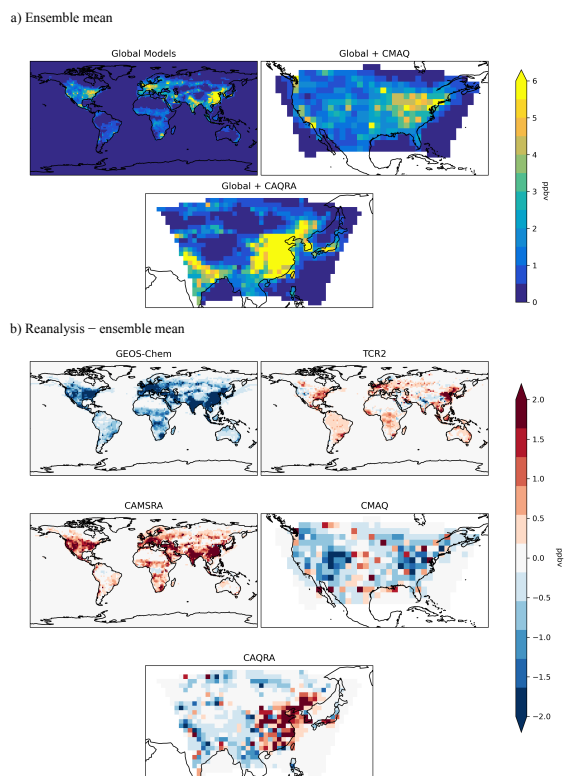 a) Ensemble mean
Global Models
Global + CMAQ
Global + CAQRA
6
5
4
3
2
1
0
ppbv
b) Reanalysis − ensemble mean
GEOS-Chem
TCR2
CAMSRA
CMAQ
CAQRA
2.0
1.5
1.0
0.5
0.0
−0.5
−1.0
−1.5
−2.0
ppbv